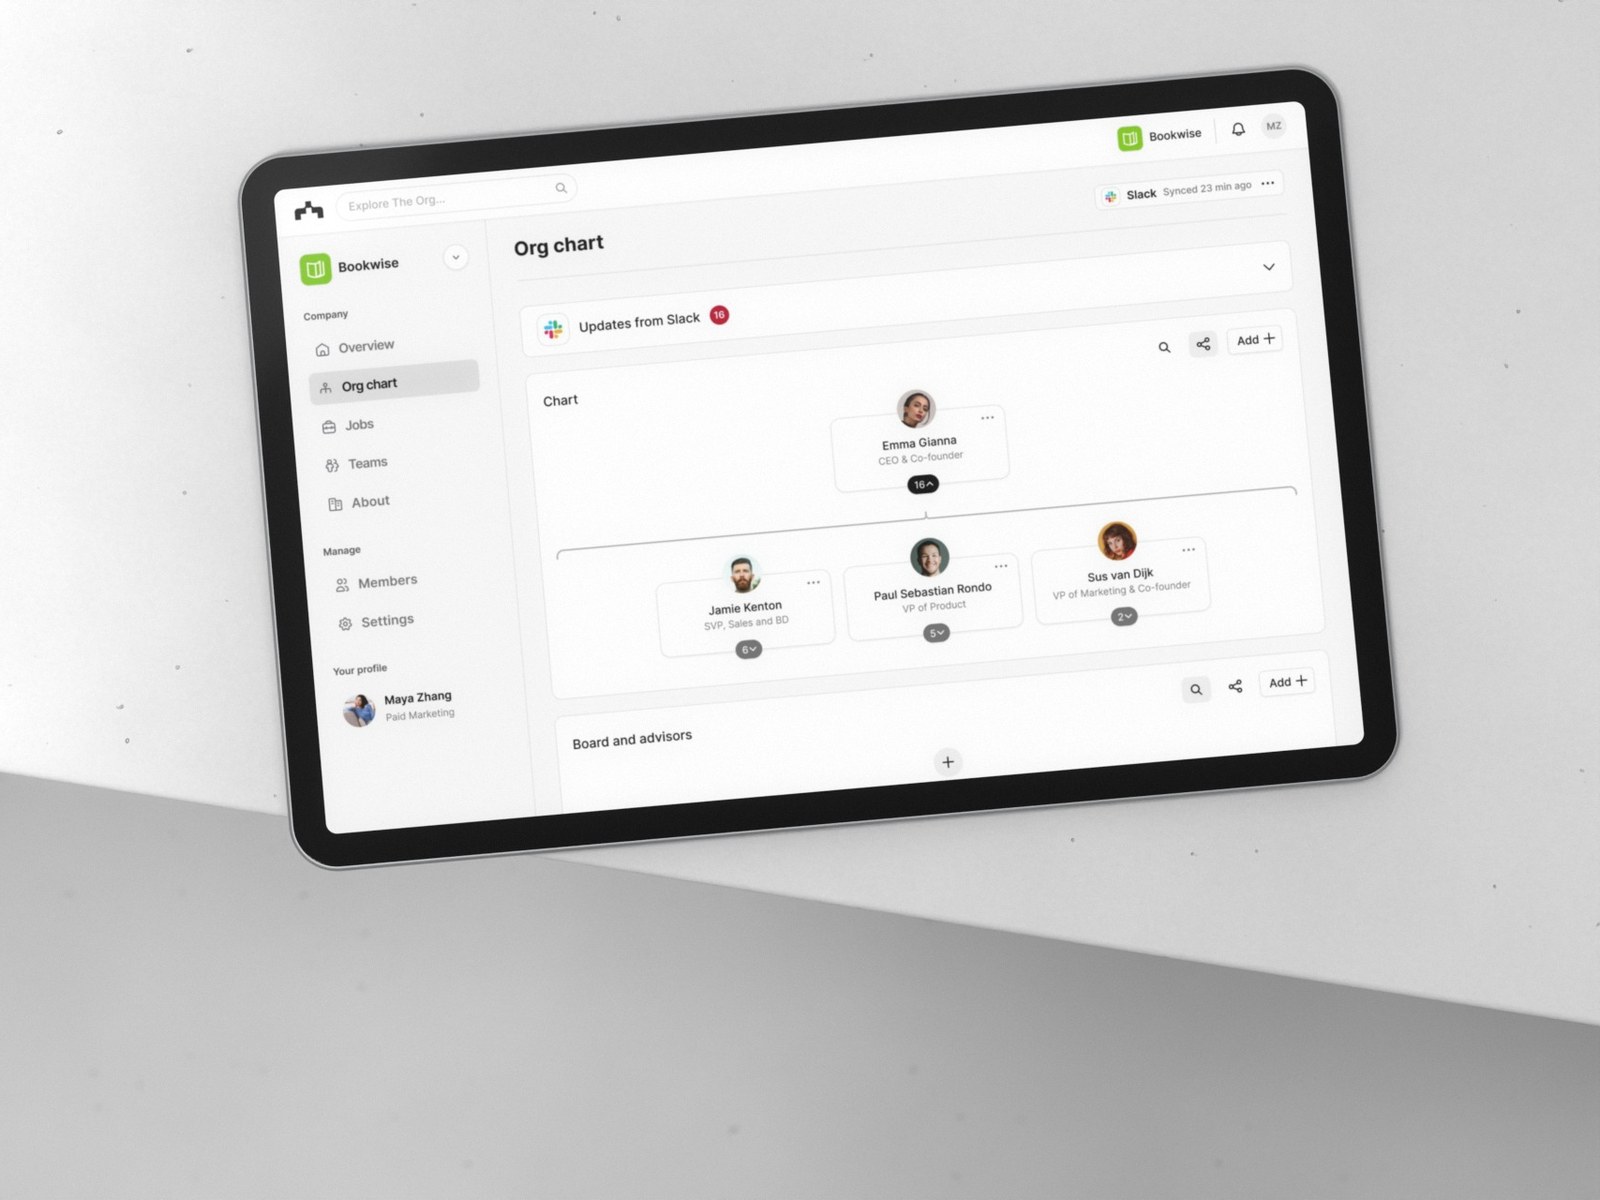 Bookwise
MZ
Explore The Org...
Slack Synced 23 min ago
Bookwise
Org chart
Updates from Slack 16
Company
Overview
Org chart
Jobs
Teams
About
Manage
Members
Settings
Your profile
Maya Zhang
Paid Marketing
Add
Chart
Emma Gianna
CEO & Co-founder
16
Jamie Kenton
SVP, Sales and BD
6
Paul Sebastian Rondo
VP of Product
5
Sus van Dijk
VP of Marketing & Co-founder
2
Add
Board and advisors